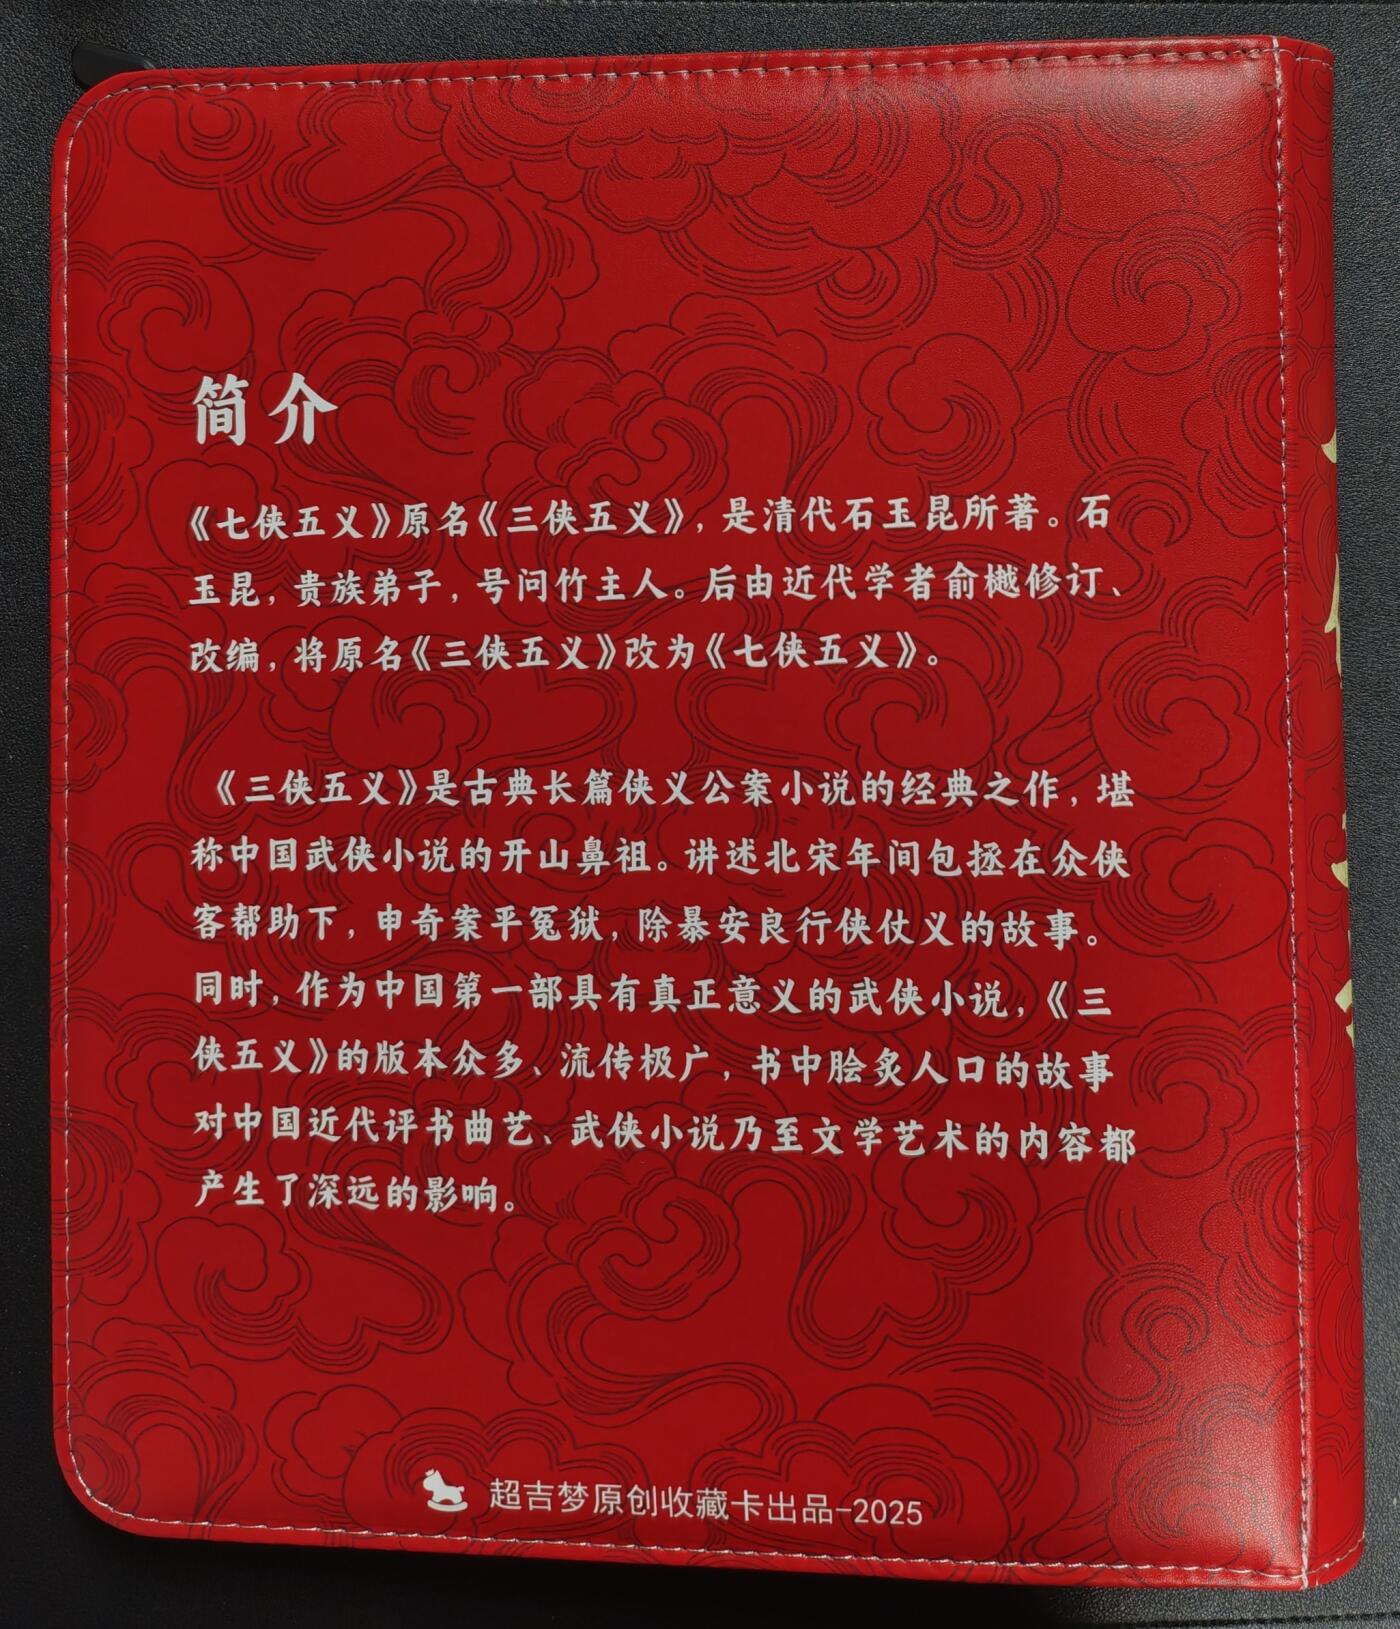 简介
《七侠五义》原名《三侠五义》，是清代石玉昆所著。石
玉昆，贵族弟子，号问竹主人。后由近代学者俞樾修订、
改编，将原名《三侠五义》改为《七侠五义》。
《三侠五义》是古典长篇侠义公案小说的经典之作，堪
称中国武侠小说的开山鼻祖。讲述北宋年间包拯在众侠
客帮助下，申奇案平冤狱，除暴安良行侠仗义的故事。
同时，作为中国第一部具有真正意义的武侠小说，《三
侠五义》的版本众多、流传极广，书中脍炙人口的故事
对中国近代评书曲艺、武侠小说乃至文学艺术的内容都
产生了深远的影响。
超吉梦原创收藏卡出品-2025